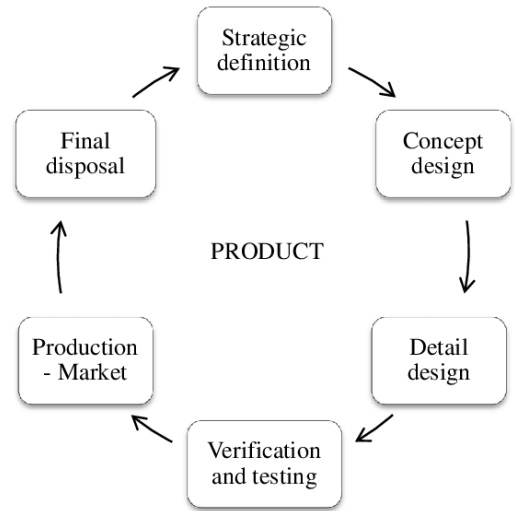 Strategic
definition
Concept
design
Detail
design
Verification
and testing
Production
- Market
Final
disposal
PRODUCT